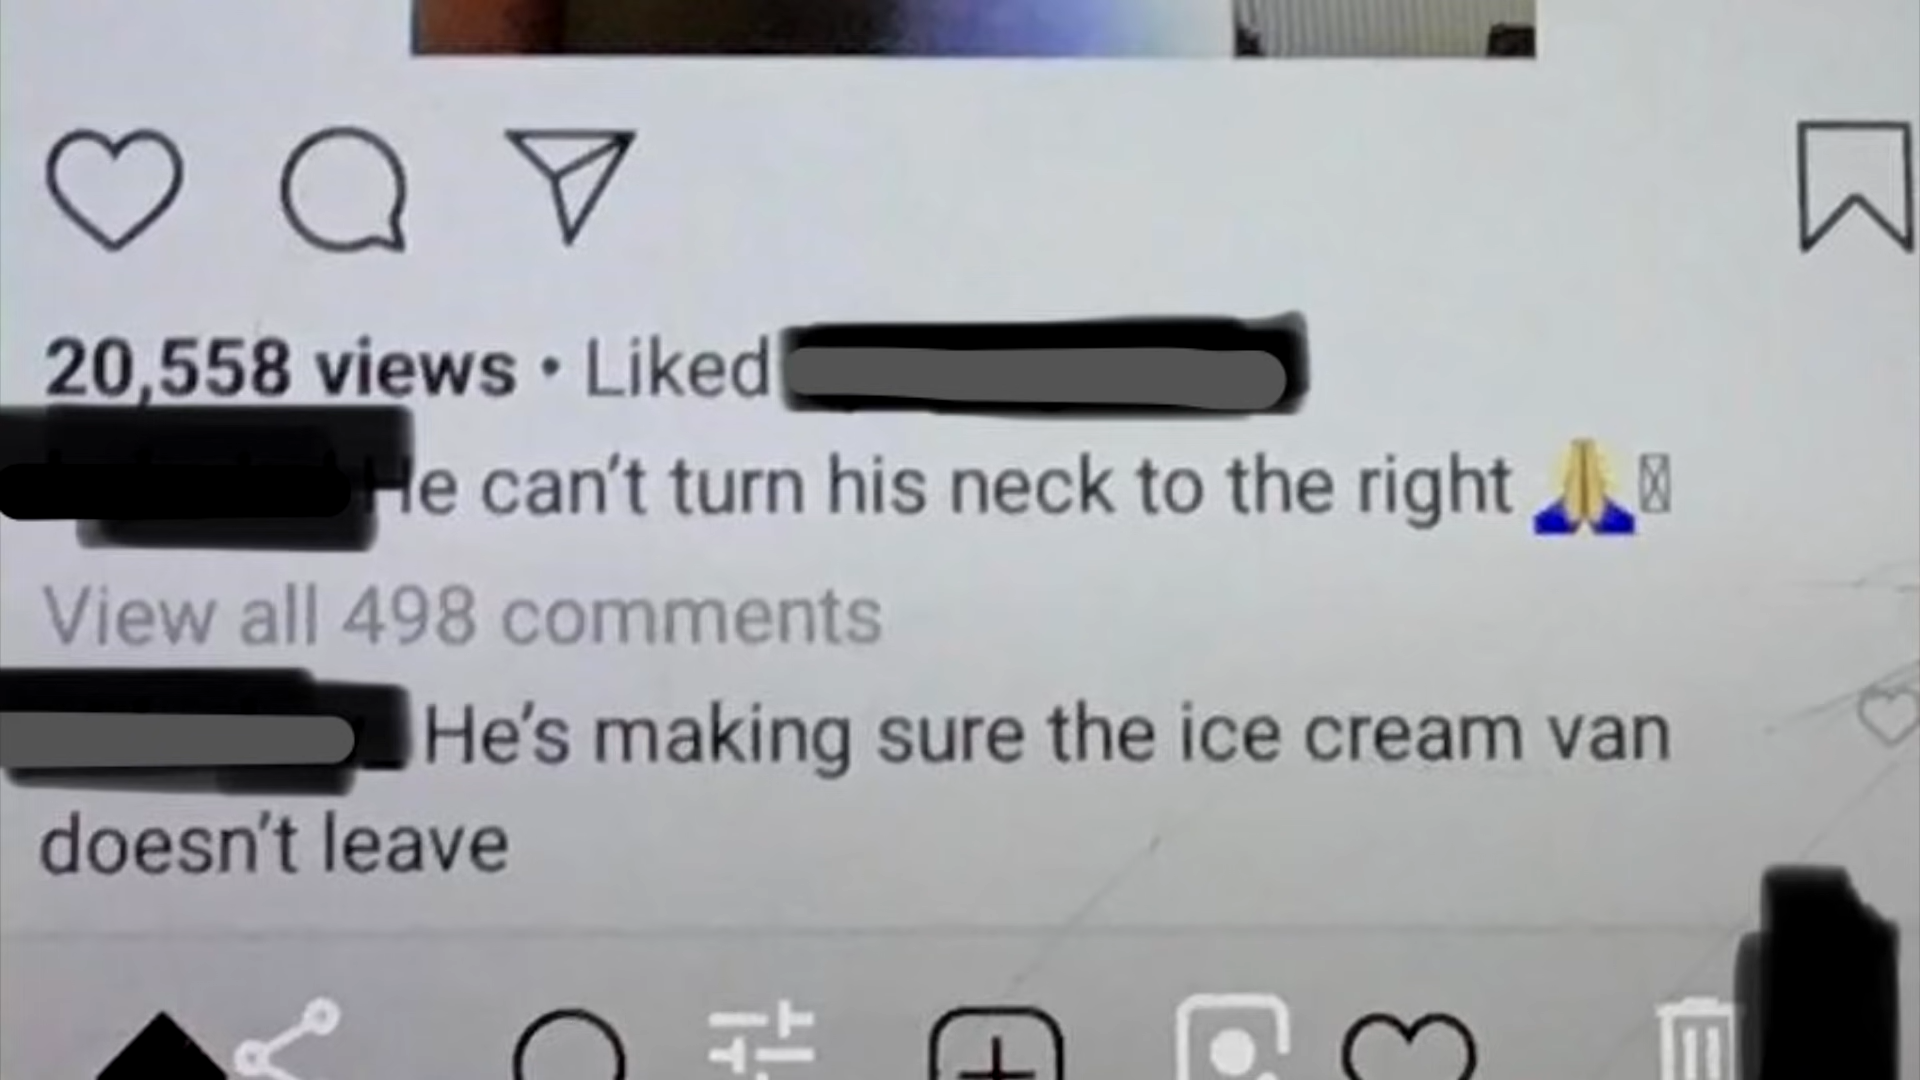 20,558 views • Liked
He can't turn his neck to the right 🙏
View all 498 comments
He's making sure the ice cream van
doesn't leave